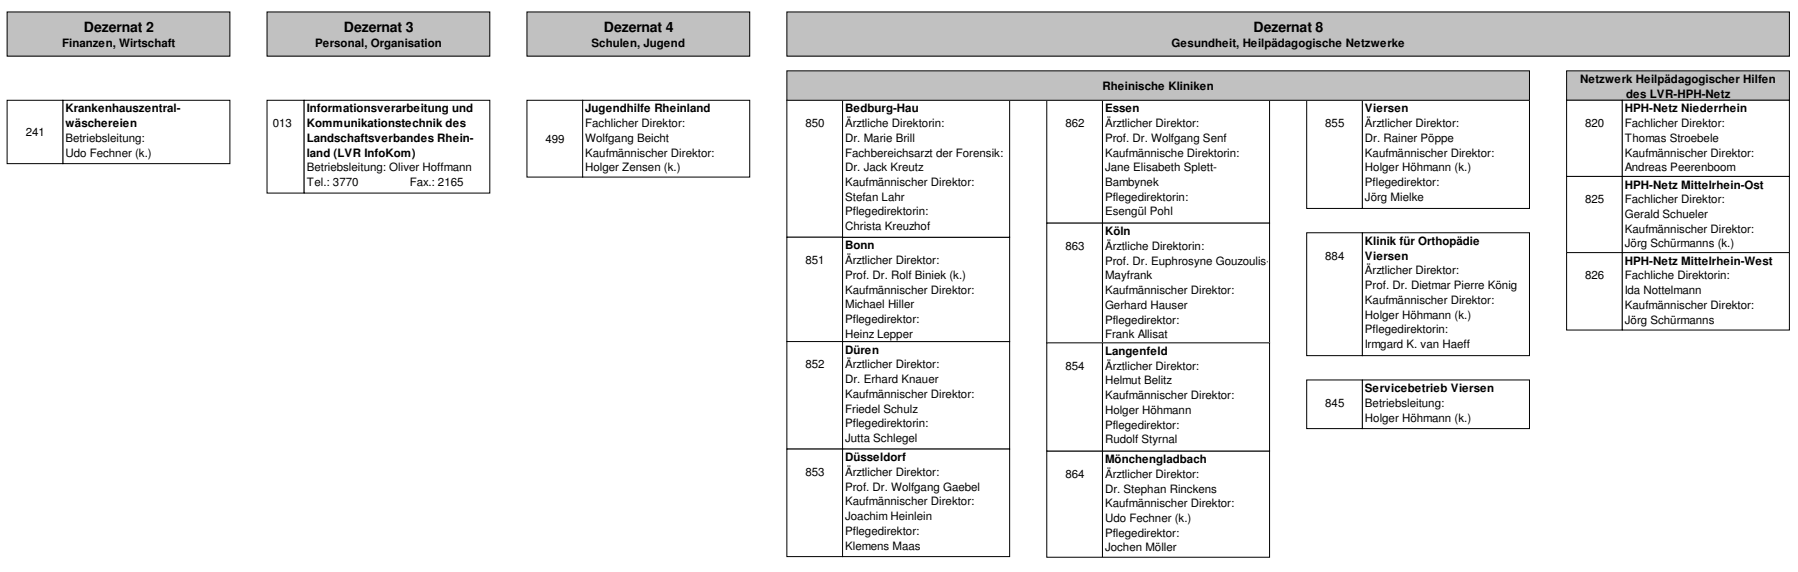 Dezernat 2
Finanzen, Wirtschaft
Krankenhauszentral-
wäschereien
241
Betriebsleitung:
Udo Fechner (k.)
Dezernat 3
Personal, Organisation
Informationsverarbeitung und
013
Kommunikationstechnik des
Landschaftsverbandes Rhein-
land (LVR InfoKom)
Betriebsleitung: Oliver Hoffmann
Tel.: 3770 Fax.: 2165
Dezernat 4
Schulen, Jugend
Jugendhilfe Rheinland
Fachlicher Direktor:
499
Wolfgang Beicht
Kaufmännischer Direktor:
Holger Zensen (k.)
Dezernat 8
Gesundheit, Heilpädagogische Netzwerke
Rheinische Kliniken
Bedburg-Hau
850
Ärztliche Direktorin:
Dr. Marie Brill
Fachbereichsarzt der Forensik:
Dr. Jack Kreutz
Kaufmännischer Direktor:
Stefan Lahr
Pflegedirektorin:
Christa Kreuzhof
Bonn
851
Ärztlicher Direktor:
Prof. Dr. Rolf Biniek (k.)
Kaufmännischer Direktor:
Michael Hiller
Pflegedirektor:
Heinz Lepper
Düren
852
Ärztlicher Direktor:
Dr. Erhard Knauer
Kaufmännischer Direktor:
Friedel Schulz
Pflegedirektorin:
Jutta Schlegel
Düsseldorf
853
Ärztlicher Direktor:
Prof. Dr. Wolfgang Gaebel
Kaufmännischer Direktor:
Joachim Heinlein
Pflegedirektor:
Klemens Maas
Essen
862
Ärztlicher Direktor:
Prof. Dr. Wolfgang Senf
Kaufmännische Direktorin:
Jane Elisabeth Splett-
Bambynek
Pflegedirektorin:
Esengül Pohl
Köln
863
Ärztliche Direktorin:
Prof. Dr. Euphrosyne Gouzoulis-
Mayfrank
Kaufmännischer Direktor:
Gerhard Hauser
Pflegedirektor:
Frank Allisat
Langenfeld
854
Ärztlicher Direktor:
Helmut Belitz
Kaufmännischer Direktor:
Holger Höhmann
Pflegedirektor:
Rudolf Styrnal
Mönchengladbach
864
Ärztlicher Direktor:
Dr. Stephan Rinckens
Kaufmännischer Direktor:
Udo Fechner (k.)
Pflegedirektor:
Jochen Möller
Viersen
855
Ärztlicher Direktor:
Dr. Rainer Pöppe
Kaufmännischer Direktor:
Holger Höhmann (k.)
Pflegedirektor:
Jörg Mielke
Klinik für Orthopädie
884
Viersen
Ärztlicher Direktor:
Prof. Dr. Dietmar Pierre König
Kaufmännischer Direktor:
Holger Höhmann (k.)
Pflegedirektorin:
Irmgard K. van Haeff
Servicebetrieb Viersen
845
Betriebsleitung:
Holger Höhmann (k.)
Netzwerk Heilpädagogischer Hilfen
des LVR-HPH-Netz
HPH-Netz Niederrhein
820
Fachlicher Direktor:
Thomas Stroebele
Kaufmännischer Direktor:
Andreas Peerenboom
HPH-Netz Mittelrhein-Ost
825
Fachlicher Direktor:
Gerald Schueler
Kaufmännischer Direktor:
Jörg Schürmanns (k.)
HPH-Netz Mittelrhein-West
826
Fachliche Direktorin:
Ida Nottelmann
Kaufmännischer Direktor:
Jörg Schürmanns